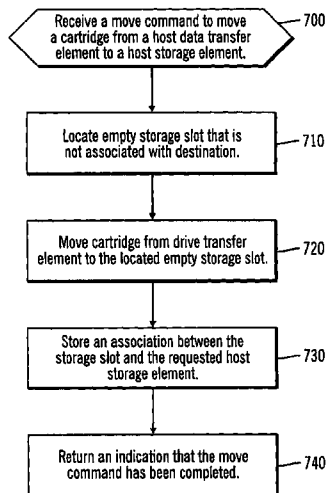 Receive a move command to move
a cartridge from a host data transfer
element to a host storage element.
700
Locate empty storage slot that is
not associated with destination.
710
Move cartridge from drive transfer
element to the located empty storage slot.
720
Store an association between the
storage slot and the requested host
storage element.
730
Return an indication that the move
command has been completed.
740